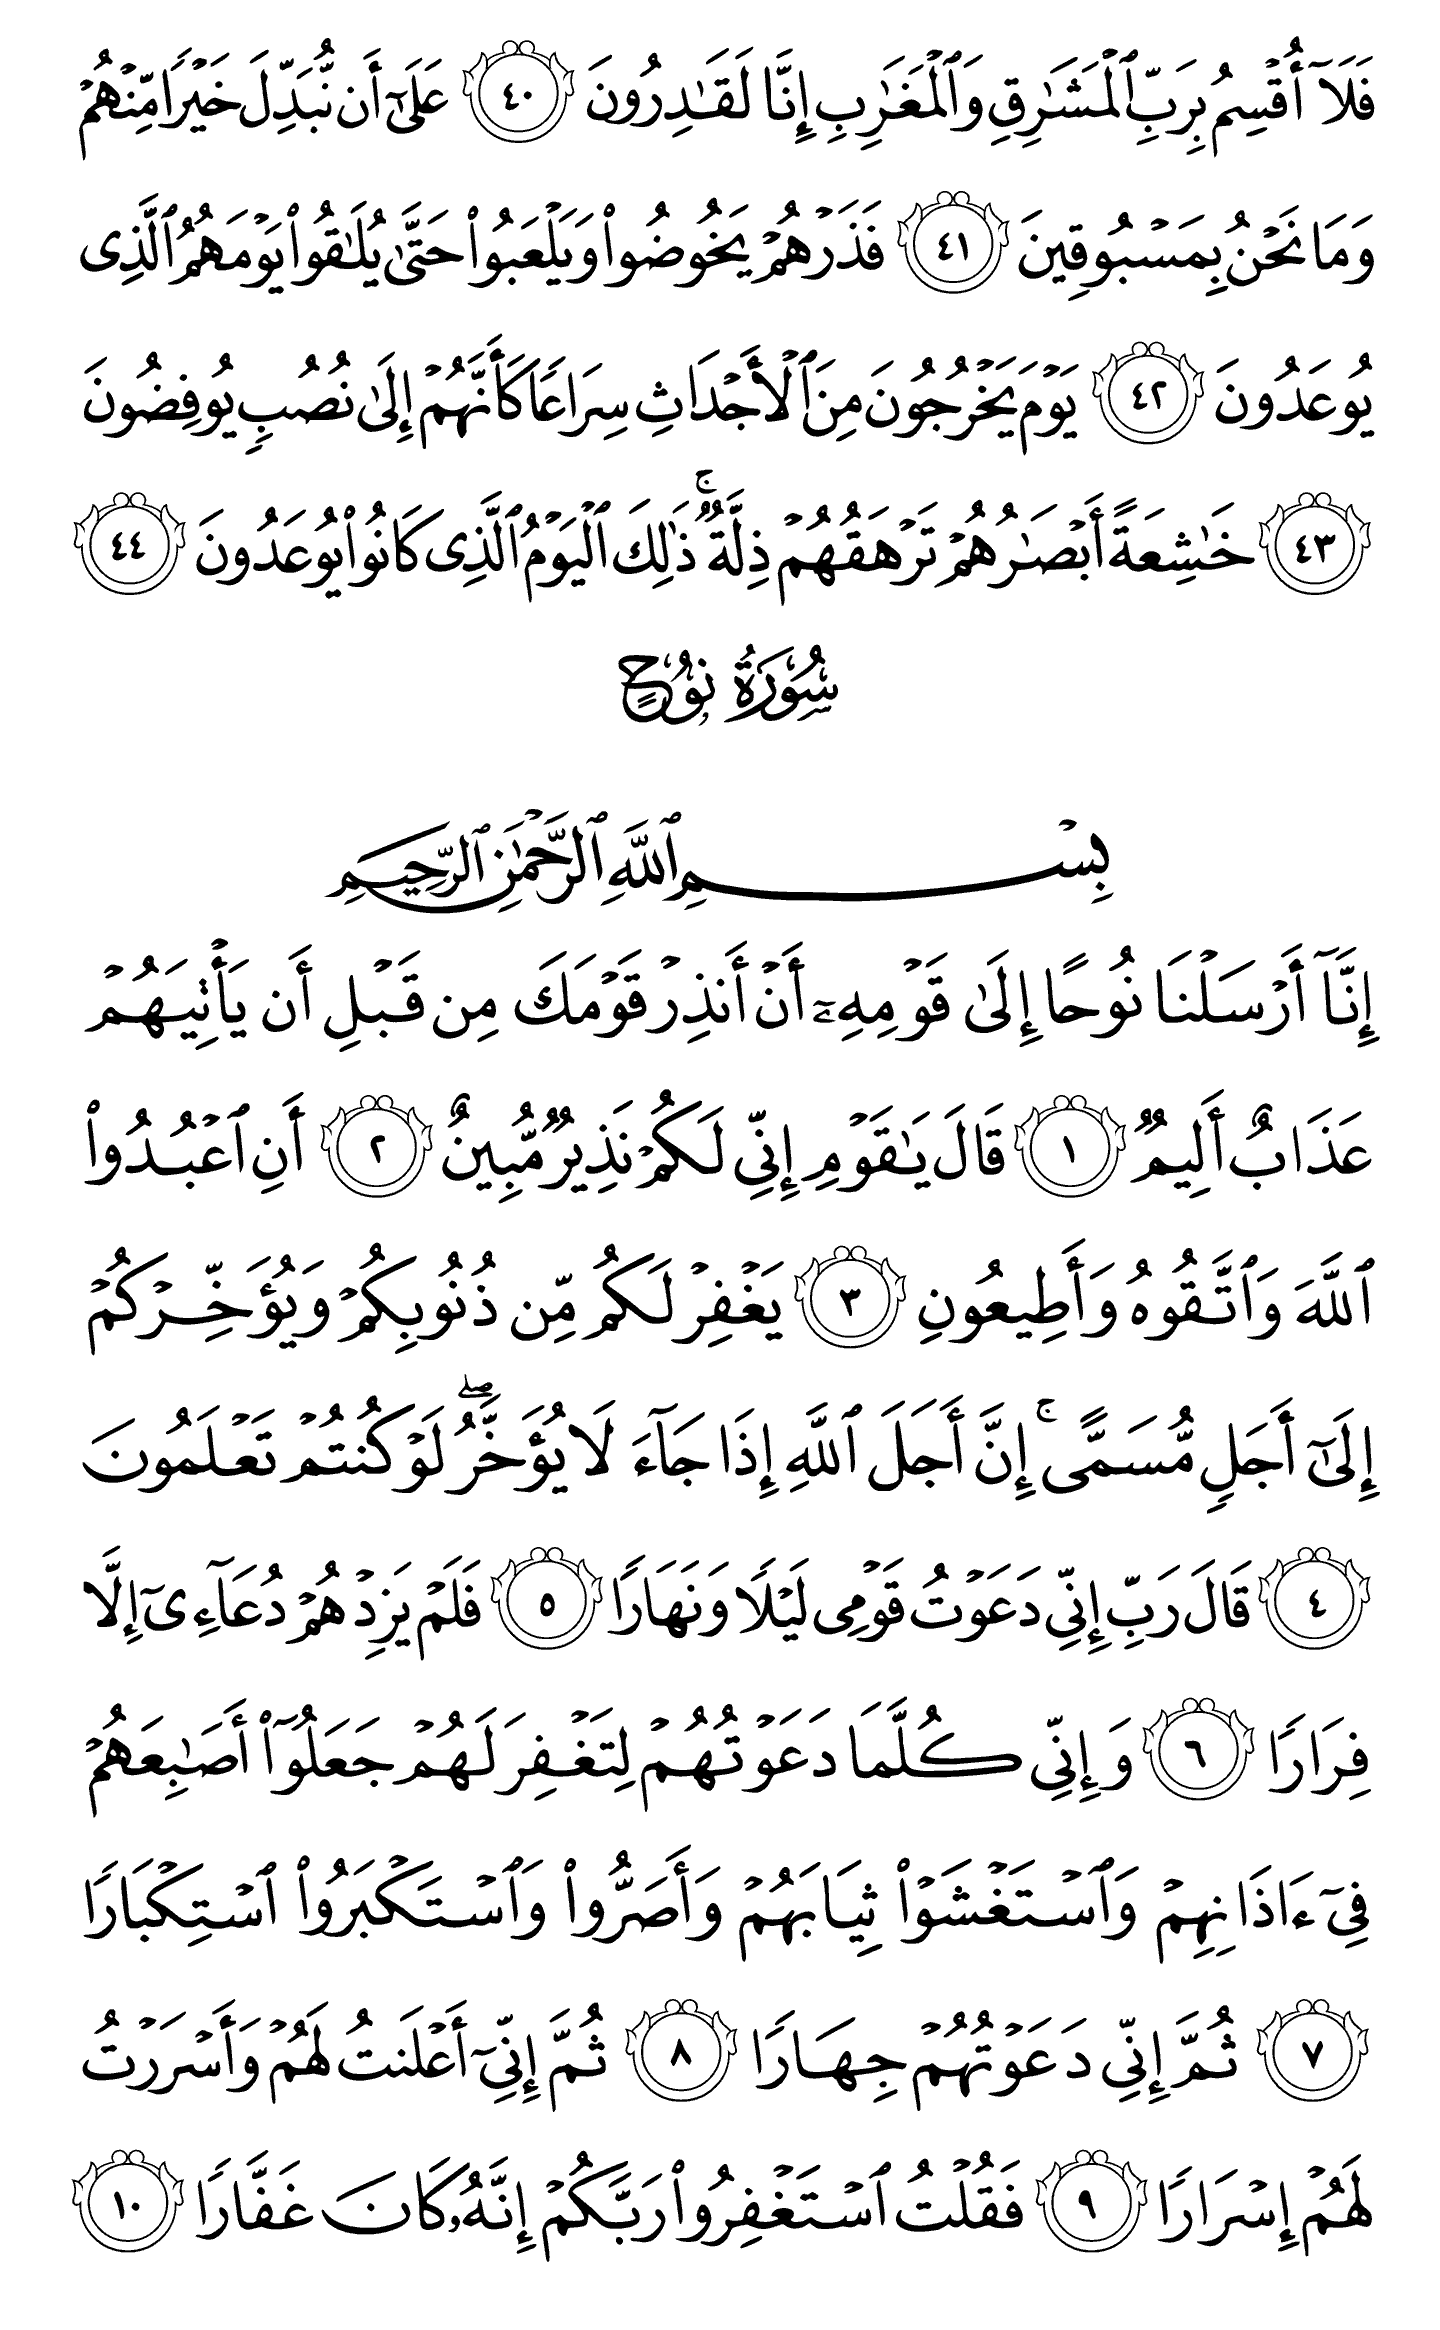 فَلَآ أُقْسِمُ بِرَبِّ ٱلْمَشَٰرِقِ وَٱلْمَغَٰرِبِ إِنَّا لَقَٰدِرُونَ ٤٠ عَلَىٰٓ أَن نُّبَدِّلَ خَيْرًا مِّنْهُمْ
وَمَا نَحْنُ بِمَسْبُوقِينَ ٤١ فَذَرْهُمْ يَخُوضُوا۟ وَيَلْعَبُوا۟ حَتَّىٰ يُلَٰقُوا۟ يَوْمَهُمُ ٱلَّذِى
يُوعَدُونَ ٤٢ يَوْمَ يَخْرُجُونَ مِنَ ٱلْأَجْدَاثِ سِرَاعًا كَأَنَّهُمْ إِلَىٰ نُصُبٍ يُوفِضُونَ
٤٣ خَٰشِعَةً أَبْصَٰرُهُمْ تَرْهَقُهُمْ ذِلَّةٌ ۚ ذَٰلِكَ ٱلْيَوْمُ ٱلَّذِى كَانُوا۟ يُوعَدُونَ ٤٤
سُورَةُ نُوحٍ
بِسْمِ ٱللَّهِ ٱلرَّحْمَٰنِ ٱلرَّحِيمِ
إِنَّآ أَرْسَلْنَا نُوحًا إِلَىٰ قَوْمِهِۦٓ أَنْ أَنذِرْ قَوْمَكَ مِن قَبْلِ أَن يَأْتِيَهُمْ
عَذَابٌ أَلِيمٌ ١ قَالَ يَٰقَوْمِ إِنِّى لَكُمْ نَذِيرٌ مُّبِينٌ ٢ أَنِ ٱعْبُدُوا۟
ٱللَّهَ وَٱتَّقُوهُ وَأَطِيعُونِ ٣ يَغْفِرْ لَكُم مِّن ذُنُوبِكُمْ وَيُؤَخِّرْكُمْ
إِلَىٰٓ أَجَلٍ مُّسَمًّى ۚ إِنَّ أَجَلَ ٱللَّهِ إِذَا جَآءَ لَا يُؤَخَّرُ ۖ لَوْ كُنتُمْ تَعْلَمُونَ
٤ قَالَ رَبِّ إِنِّى دَعَوْتُ قَوْمِى لَيْلًا وَنَهَارًا ٥ فَلَمْ يَزِدْهُمْ دُعَآءِىٓ إِلَّا
فِرَارًا ٦ وَإِنِّى كُلَّمَا دَعَوْتُهُمْ لِتَغْفِرَ لَهُمْ جَعَلُوٓا۟ أَصَٰبِعَهُمْ
فِىٓ ءَاذَانِهِمْ وَٱسْتَغْشَوْا۟ ثِيَابَهُمْ وَأَصَرُّوا۟ وَٱسْتَكْبَرُوا۟ ٱسْتِكْبَارًا
٧ ثُمَّ إِنِّى دَعَوْتُهُمْ جِهَارًا ٨ ثُمَّ إِنِّىٓ أَعْلَنتُ لَهُمْ وَأَسْرَرْتُ
لَهُمْ إِسْرَارًا ٩ فَقُلْتُ ٱسْتَغْفِرُوا۟ رَبَّكُمْ إِنَّهُۥ كَانَ غَفَّارًا ١٠